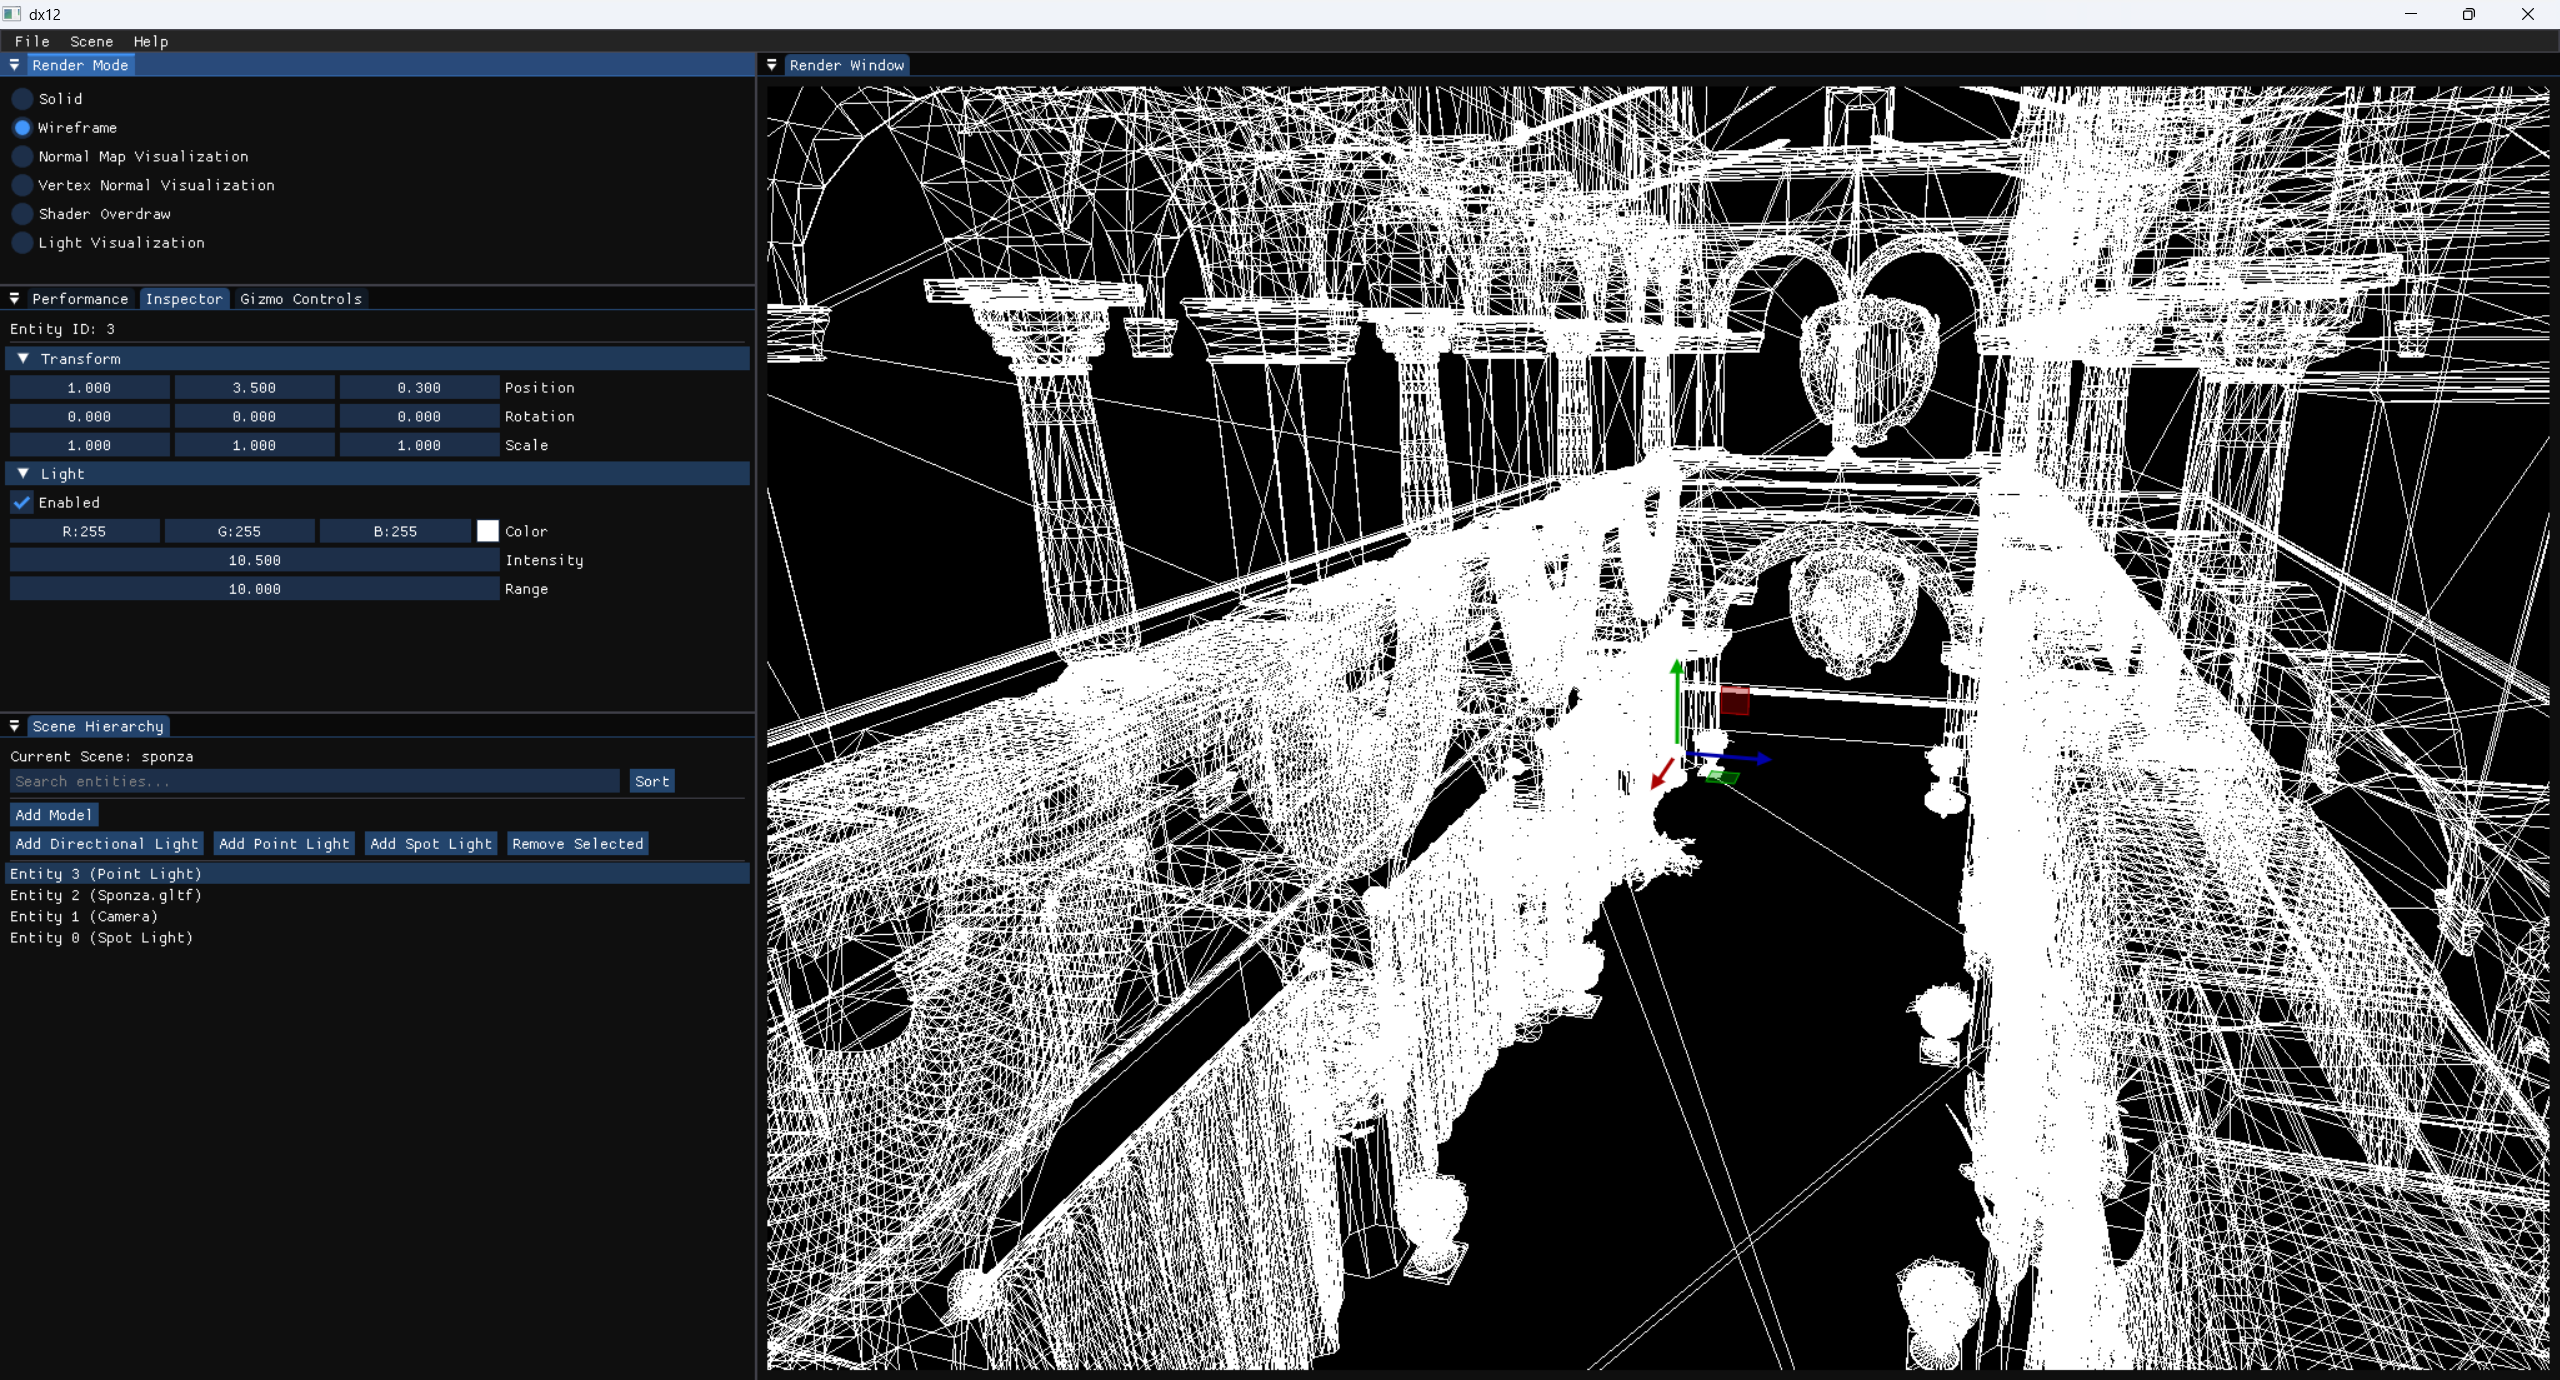 dx12
File Scene Help
Render Mode
Solid
Wireframe
Normal Map Visualization
Vertex Normal Visualization
Shader Overdraw
Light Visualization
Performance Inspector Gizmo Controls
Entity ID: 3
Transform
1.000 3.500 0.300 Position
0.000 0.000 0.000 Rotation
1.000 1.000 1.000 Scale
Light
Enabled
R:255 G:255 B:255 Color
10.500 Intensity
10.000 Range
Scene Hierarchy
Current Scene: sponza
Search entities... Sort
Add Model
Add Directional Light Add Point Light Add Spot Light Remove Selected
Entity 3 (Point Light)
Entity 2 (Sponza.gltf)
Entity 1 (Camera)
Entity 0 (Spot Light)
Render Window